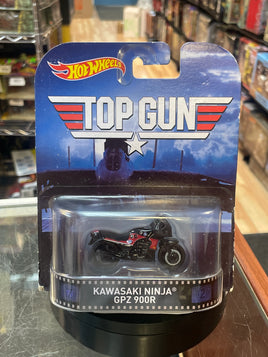 Hot Wheels
TOP GUN
KAWASAKI NINJA®
GPZ 900R